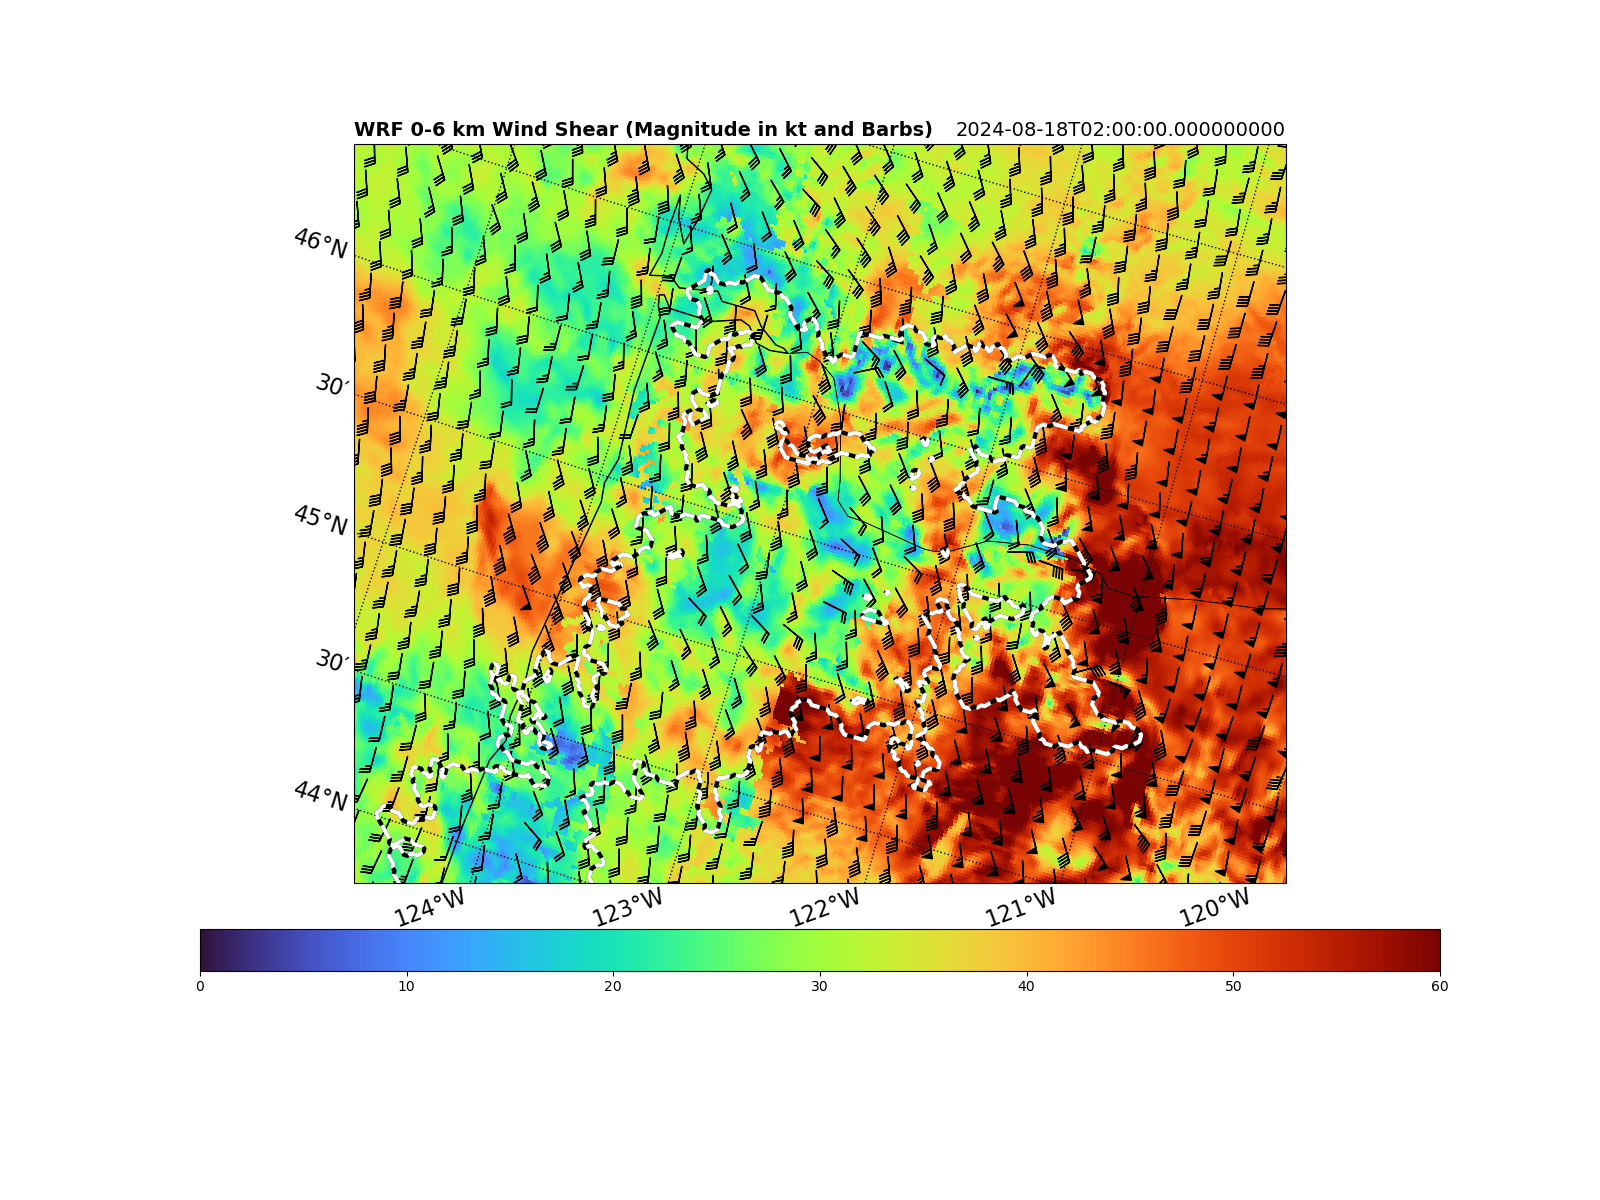 WRF 0-6 km Wind Shear (Magnitude in kt and Barbs) 2024-08-18T02:00:00.000000000
46°N
30′
45°N
30′
44°N
124°W 123°W 122°W 121°W 120°W
0 10 20 30 40 50 60